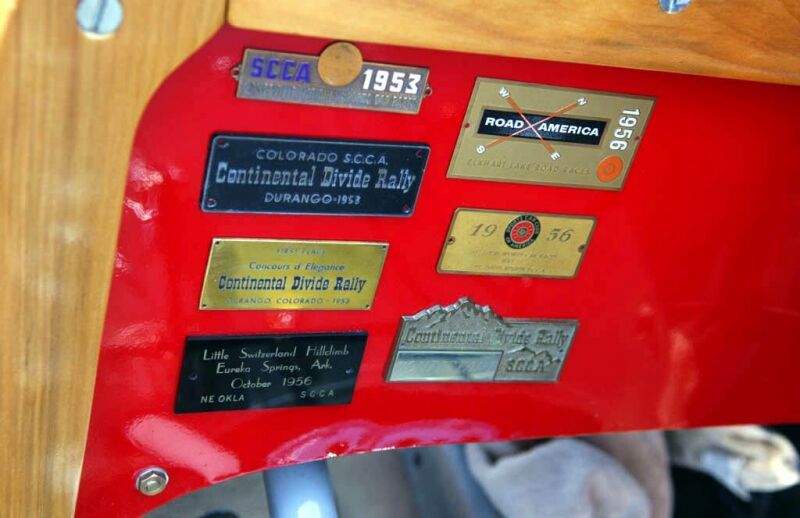 SCCA 1953
COLORADO S.C.C.A.
Continental Divide Rally
DURANGO-1953
FIRST PLACE
Concours d'Elegance
Continental Divide Rally
DURANGO, COLORADO - 1953
Little Switzerland Hillclimb
Eureka Springs, Ark.
October 1956
NE OKLA SCCA
W N
ROAD AMERICA
S E
1956
ELKHART LAKE ROAD RACES
19 56
Continental Divide Rally
S.C.C.A.